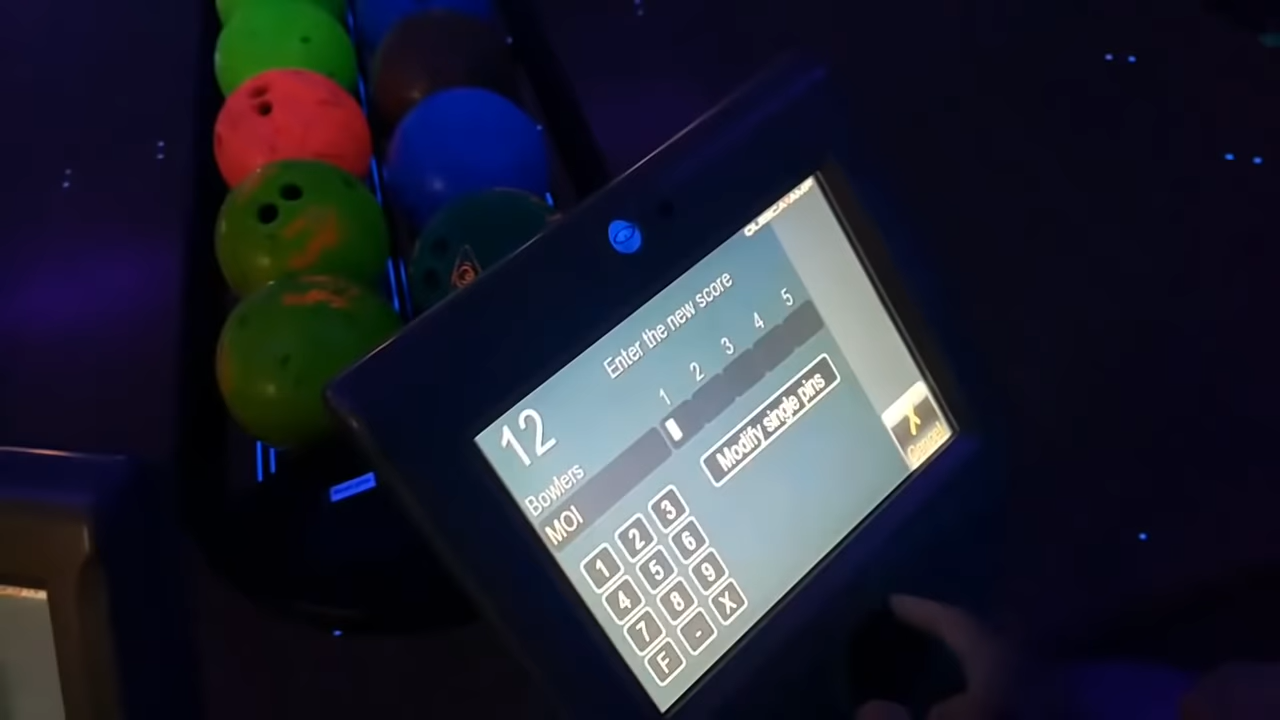 QUBICAAMF
Enter the new score
12
1 2 3 4 5
Bowlers
MOI
Modify single pins
Cancel
1 2 3
4 5 6
7 8 9
F - X